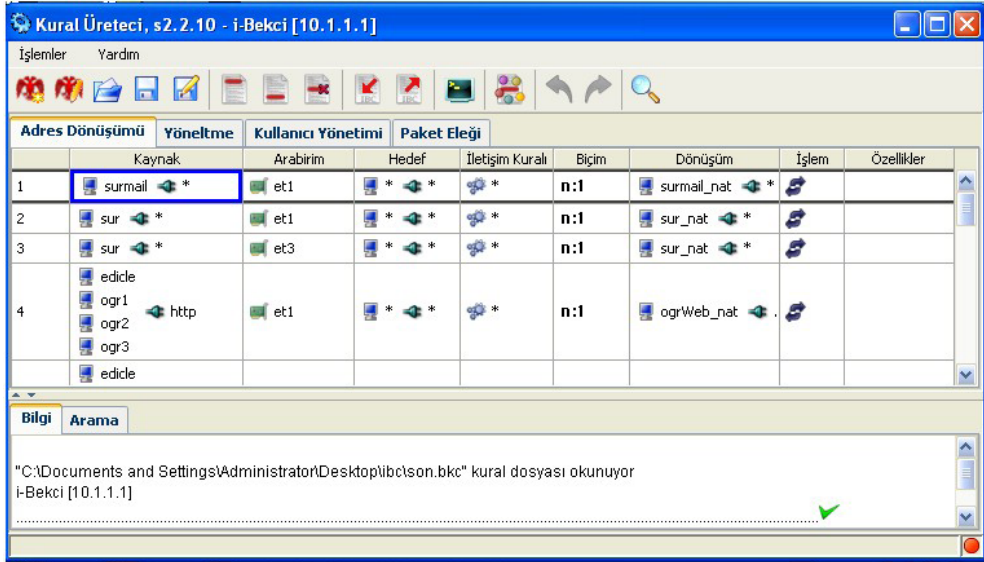 Kural Üreteci, s2.2.10 - i-Bekci [10.1.1.1]
İşlemler Yardım
Adres Dönüşümü Yöneltme Kullanıcı Yönetimi Paket Eleği
Kaynak Arabirim Hedef İletişim Kuralı Biçim Dönüşüm İşlem Özellikler
1 surmail * et1 * * * n:1 surmail_nat *
2 sur * et1 * * * n:1 sur_nat *
3 sur * et3 * * * n:1 sur_nat *
edicle
ogr1
4 http et1 * * * n:1 ogrWeb_nat .
ogr2
ogr3
edicle
Bilgi Arama
"C:\Documents and Settings\Administrator\Desktop\ibc\son.bkc" kural dosyası okunuyor
i-Bekci [10.1.1.1]